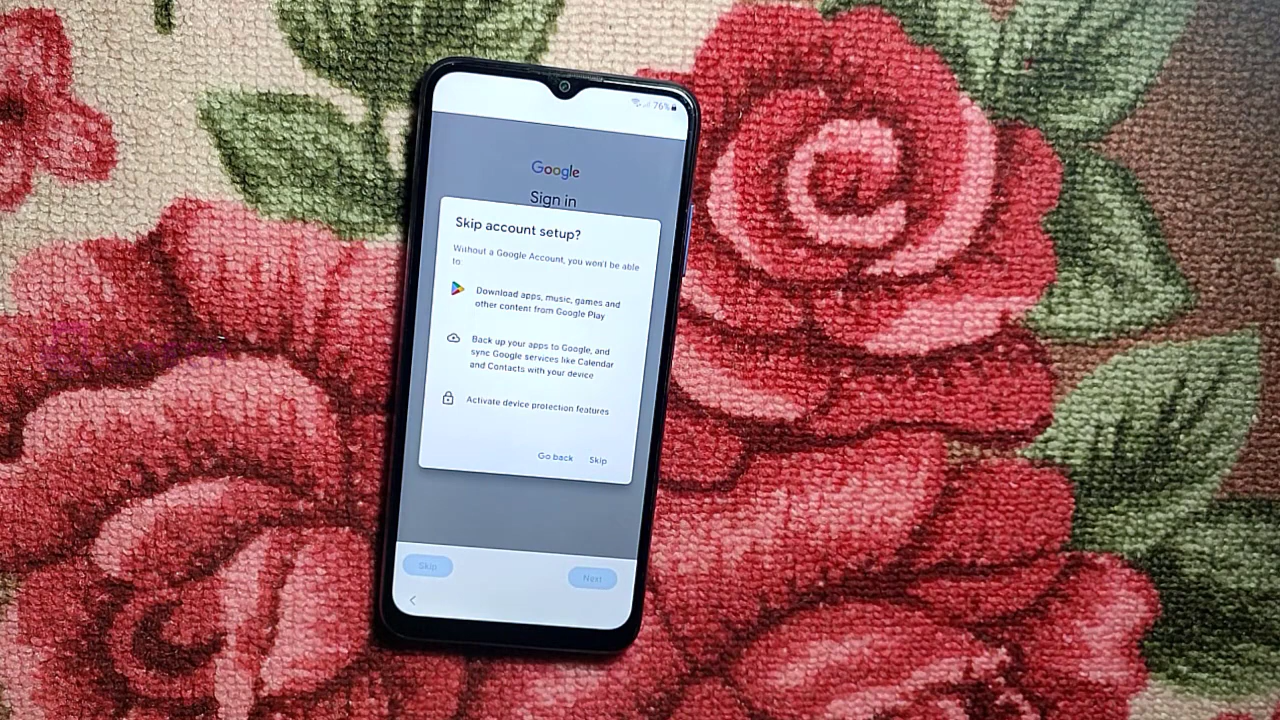 76%
Google
Sign in
Skip account setup?
Without a Google Account, you won't be able
to:
Download apps, music, games and
other content from Google Play
Back up your apps to Google, and
sync Google services like Calendar
and Contacts with your device
Activate device protection features
Go back Skip
Skip Next